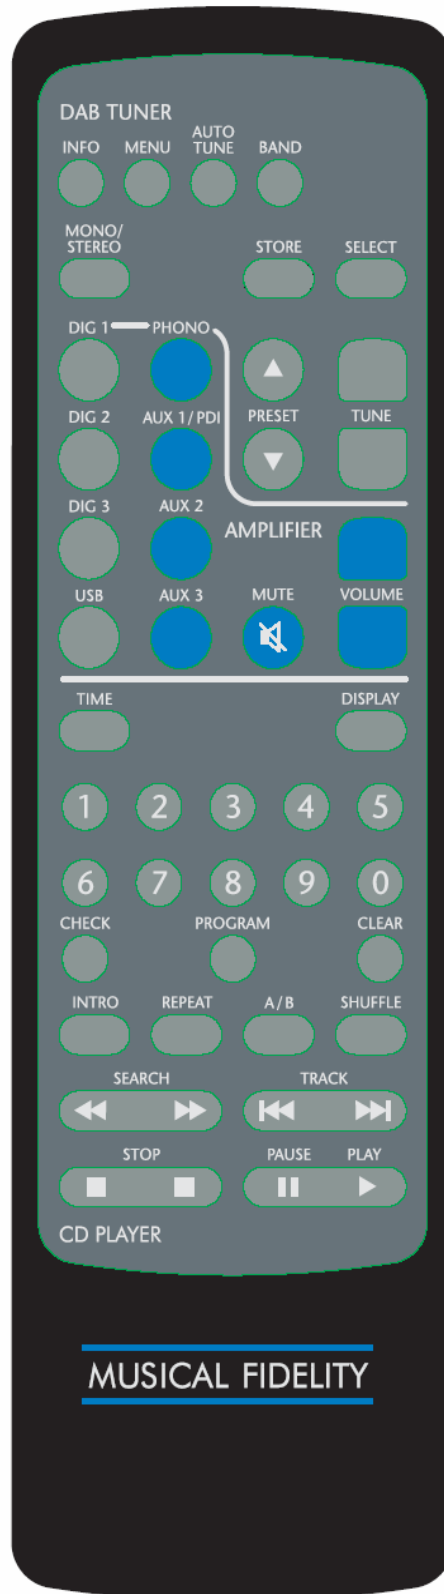 DAB TUNER
INFO MENU AUTO TUNE BAND
MONO/
STEREO STORE SELECT
DIG 1 PHONO
DIG 2 AUX 1/PDI PRESET TUNE
DIG 3 AUX 2
AMPLIFIER
USB AUX 3 MUTE VOLUME
TIME DISPLAY
1 2 3 4 5
6 7 8 9 0
CHECK PROGRAM CLEAR
INTRO REPEAT A/B SHUFFLE
SEARCH TRACK
STOP PAUSE PLAY
CD PLAYER
MUSICAL FIDELITY